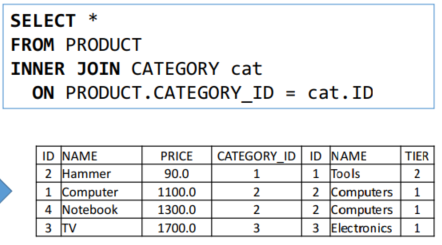 SELECT *
FROM PRODUCT
INNER JOIN CATEGORY cat
ON PRODUCT.CATEGORY_ID = cat.ID
ID NAME PRICE CATEGORY_ID ID NAME TIER
2 Hammer 90.0 1 1 Tools 2
1 Computer 1100.0 2 2 Computers 1
4 Notebook 1300.0 2 2 Computers 1
3 TV 1700.0 3 3 Electronics 1